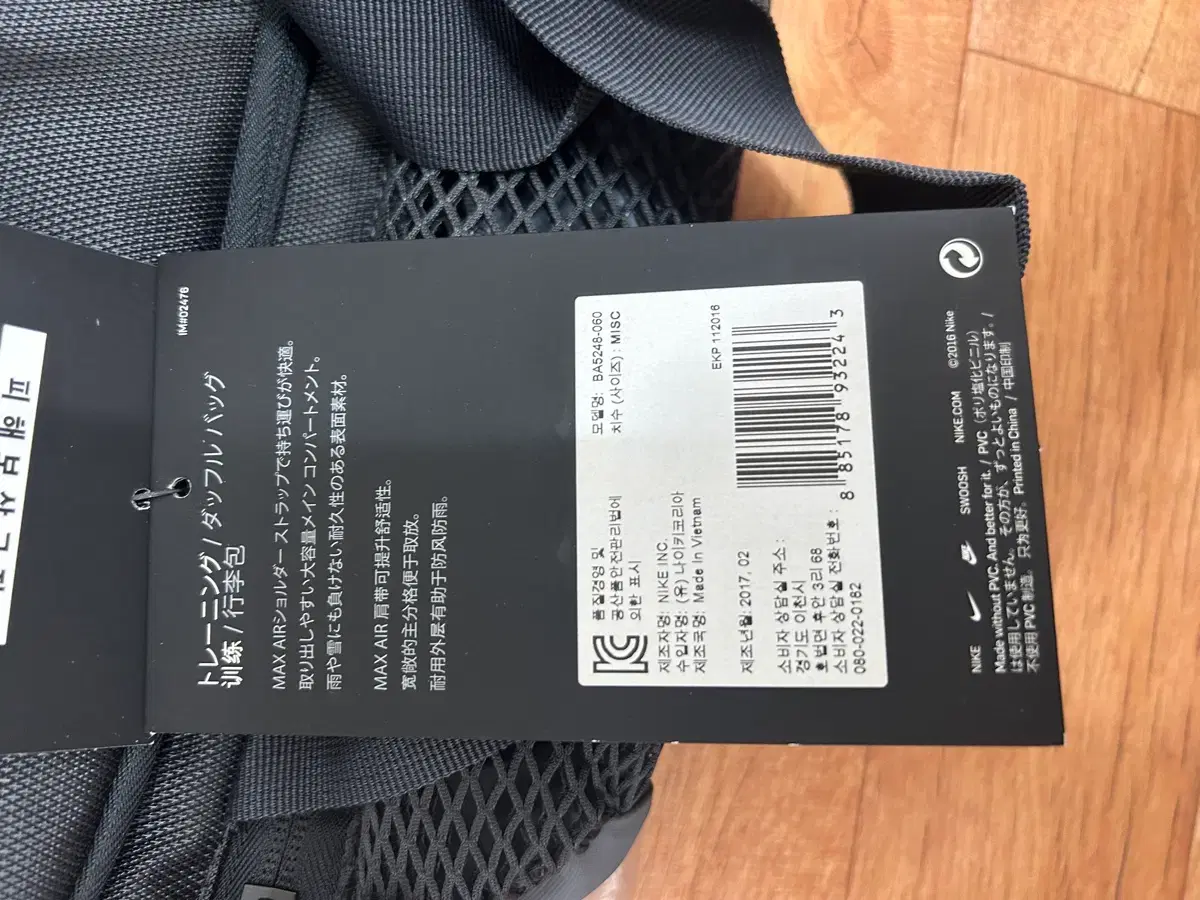 피해보상
IM#02476
トレーニング / ダッフルバッグ
训练 / 行李包
MAX AIRショルダー ストラップで持ち運びが快適。
取り出しやすい大容量メイン コンパートメント。
雨や雪にも負けない耐久性のある表面素材。
MAX AIR 肩带可提升舒适性。
宽敞的主分格便于取放。
耐用外层有助于防风防雨。
품질경영 및
공산품안전관리법에
의한 표시
모델명: BA5248-060
치수 (사이즈) : MISC
제조자명: NIKE INC.
수입자명: (유) 나이키코리아
제조국명: Made In Vietnam
EKP 112016
제조년월: 2017. 02
8 85178 93224 3
소비자 상담실 주소 :
경기도 이천시
호법면 후안 3리 68
소비자 상담실 전화번호 :
080-022-0182
NIKE SWOOSH NIKE.COM ©2016 Nike
Made without PVC. And better for it. / PVC（ポリ塩化ビニル）
は使用していません。その方が、ずっとよいものになります。 /
不使用 PVC 制造。只为更好。 Printed in China / 中国印制